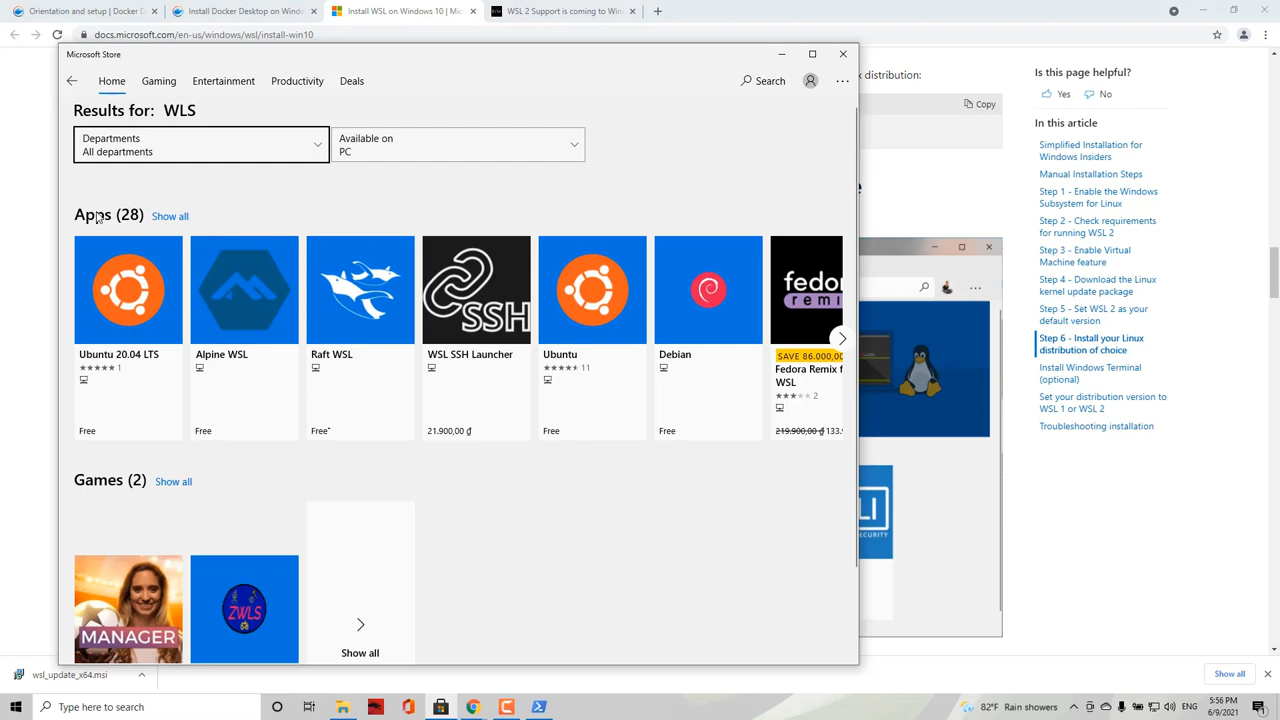 Orientation and setup | Docker D
Install Docker Desktop on Windo
Install WSL on Windows 10 | Mic
WSL 2 Support is coming to Win
docs.microsoft.com/en-us/windows/wsl/install-win10
Microsoft Store
Home
Gaming
Entertainment
Productivity
Deals
Search
Results for: WLS
Departments
All departments
Available on
PC
Apps (28)
Show all
Ubuntu 20.04 LTS
1
Free
Alpine WSL
Free
Raft WSL
Free*
SSH
WSL SSH Launcher
21.900,00 ₫
Ubuntu
11
Free
Debian
Free
fedor
remi
SAVE 86.000,0
Fedora Remix f
WSL
2
219.900,00 ₫ 133.
Games (2)
Show all
MANAGER
ZWLS
Show all
distribution:
Copy
LI
ECURITY
Is this page helpful?
Yes
No
In this article
Simplified Installation for
Windows Insiders
Manual Installation Steps
Step 1 - Enable the Windows
Subsystem for Linux
Step 2 - Check requirements
for running WSL 2
Step 3 - Enable Virtual
Machine feature
Step 4 - Download the Linux
kernel update package
Step 5 - Set WSL 2 as your
default version
Step 6 - Install your Linux
distribution of choice
Install Windows Terminal
(optional)
Set your distribution version to
WSL 1 or WSL 2
Troubleshooting installation
wsl_update_x64.msi
Show all
Type here to search
82°F Rain showers
ENG
5:56 PM
6/9/2021